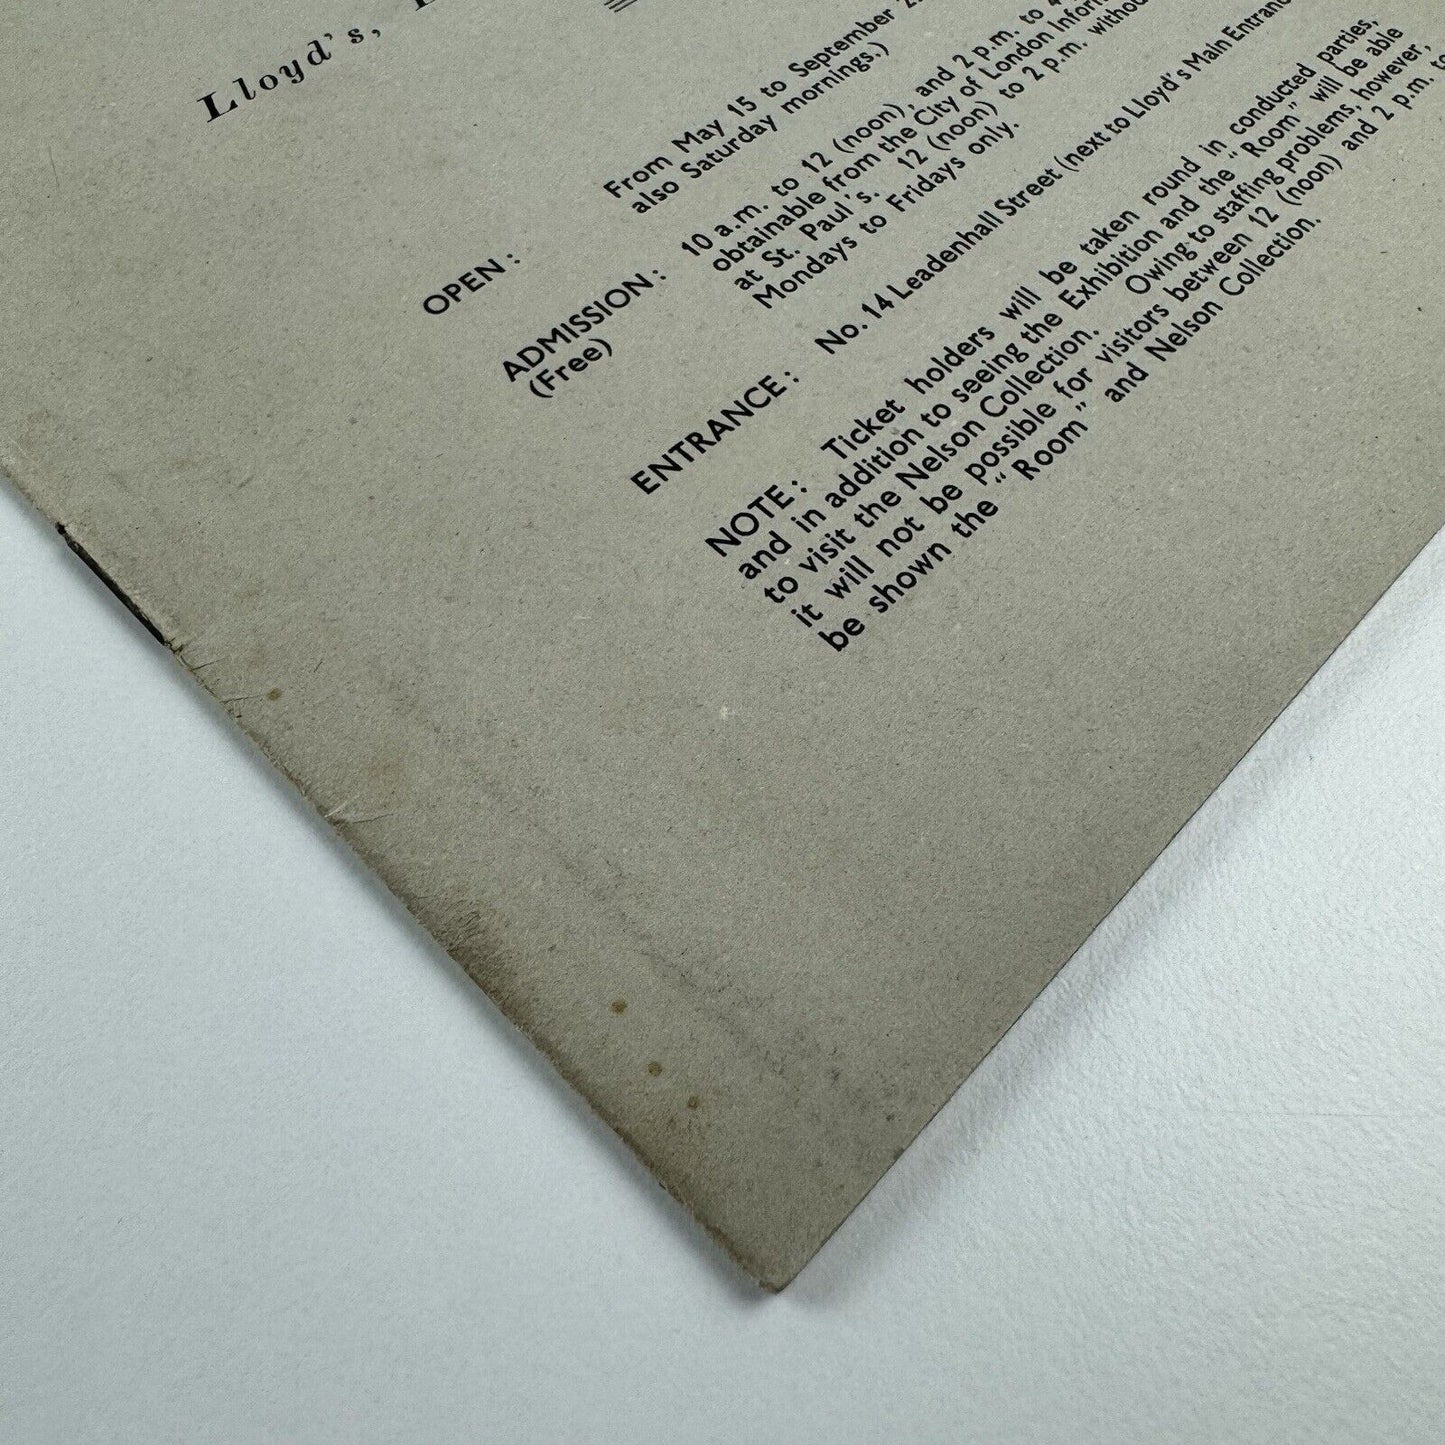 Lloyd's,
OPEN : From May 15 to September
also Saturday mornings.)
ADMISSION : 10 a.m. to 12 (noon), and 2 p.m. to
(Free) obtainable from the City of London
at St. Paul's. 12 (noon) to 2 p.m.
Mondays to Fridays only.
ENTRANCE : No. 14 Leadenhall Street (next to Lloyd's Main
NOTE : Ticket holders will be taken round in conducted parties,
and in addition to seeing the Exhibition and the "Room" will be able
to visit the Nelson Collection. Owing to staffing problems, however,
it will not be possible for visitors between 12 (noon) and 2 p.m. to
be shown the "Room" and Nelson Collection.